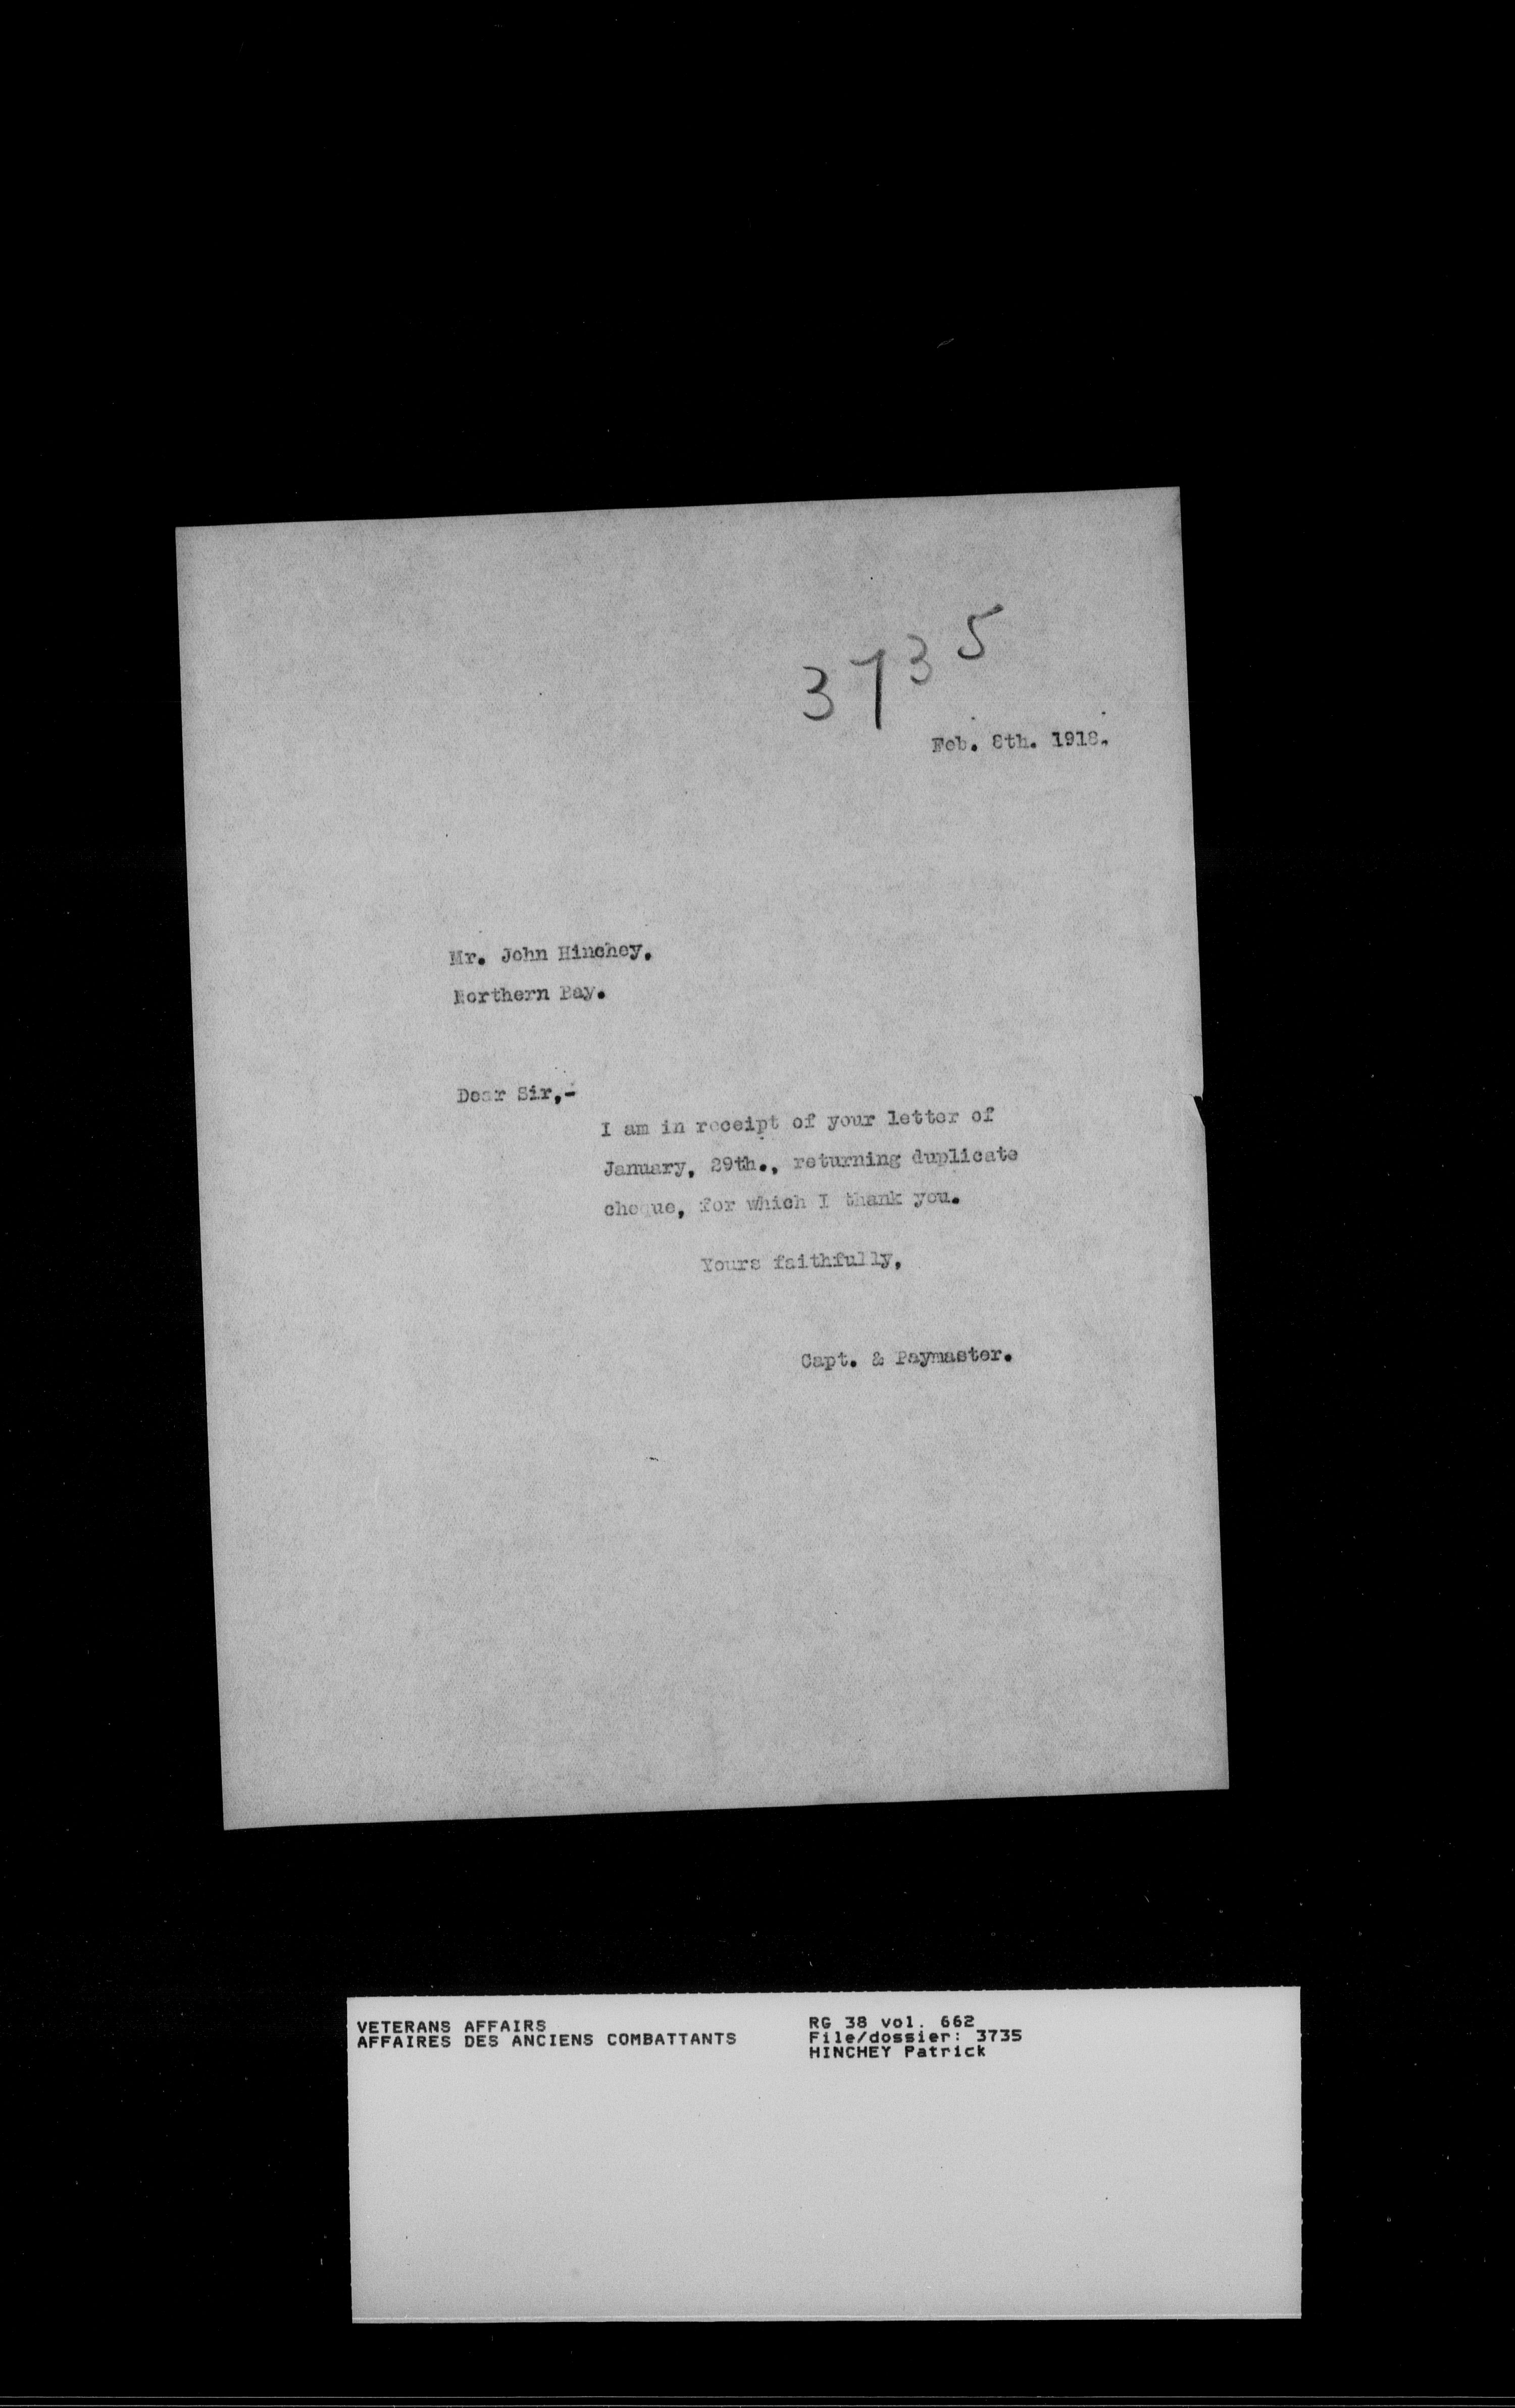 3735
Feb. 8th. 1918.
Mr. John Hinchey,
Northern Bay.
Dear Sir,-
I am in receipt of your letter of
January, 29th., returning duplicate
cheque, for which I thank you.
Yours faithfully,
Capt. & Paymaster.
VETERANS AFFAIRS
AFFAIRES DES ANCIENS COMBATTANTS
RG 38 vol. 662
File/dossier: 3735
HINCHEY Patrick